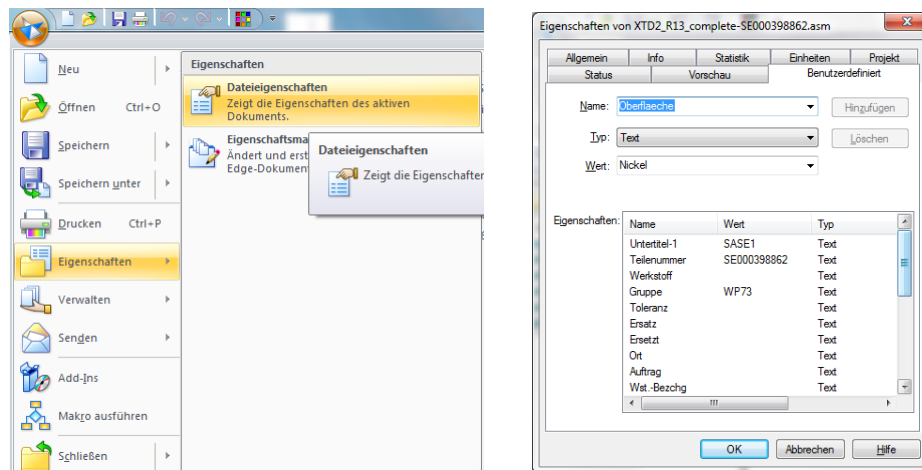 Neu
Öffnen Ctrl+O
Speichern
Speichern unter
Drucken Ctrl+P
Eigenschaften
Verwalten
Senden
Add-Ins
Makro ausführen
Schließen
Eigenschaften
Dateieigenschaften
Zeigt die Eigenschaften des aktiven
Dokuments.
Eigenschaftsma
Ändert und erst
Edge-Dokumen
Dateieigenschaften
Zeigt die Eigenschafte
Eigenschaften von XTD2_R13_complete-SE000398862.asm
Allgemein Info Statistik Einheiten Projekt
Status Vorschau Benutzerdefiniert
Name: Oberflaeche Hinzufügen
Typ: Text Löschen
Wert: Nickel
Eigenschaften: Name Wert Typ
Untertitel-1 SASE1 Text
Teilenummer SE000398862 Text
Werkstoff Text
Gruppe WP73 Text
Toleranz Text
Ersatz Text
Ersetzt Text
Ort Text
Auftrag Text
Wst.-Bezchg Text
OK Abbrechen Hilfe